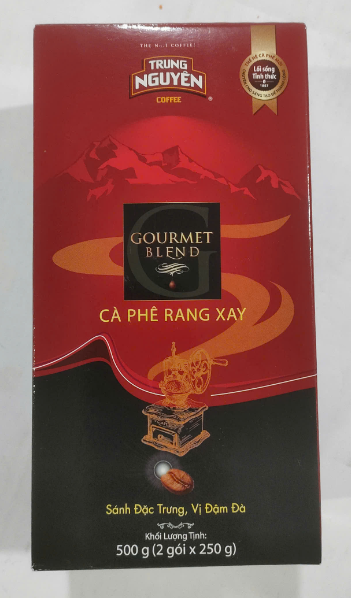 THE No.1 COFFEE
TRUNG
NGUYÊN
COFFEE
Lối sống
Tỉnh thức
G
GOURMET
BLEND
CÀ PHÊ RANG XAY
Sánh Đặc Trưng, Vị Đậm Đà
Khối Lượng Tịnh:
500 g (2 gói x 250 g)